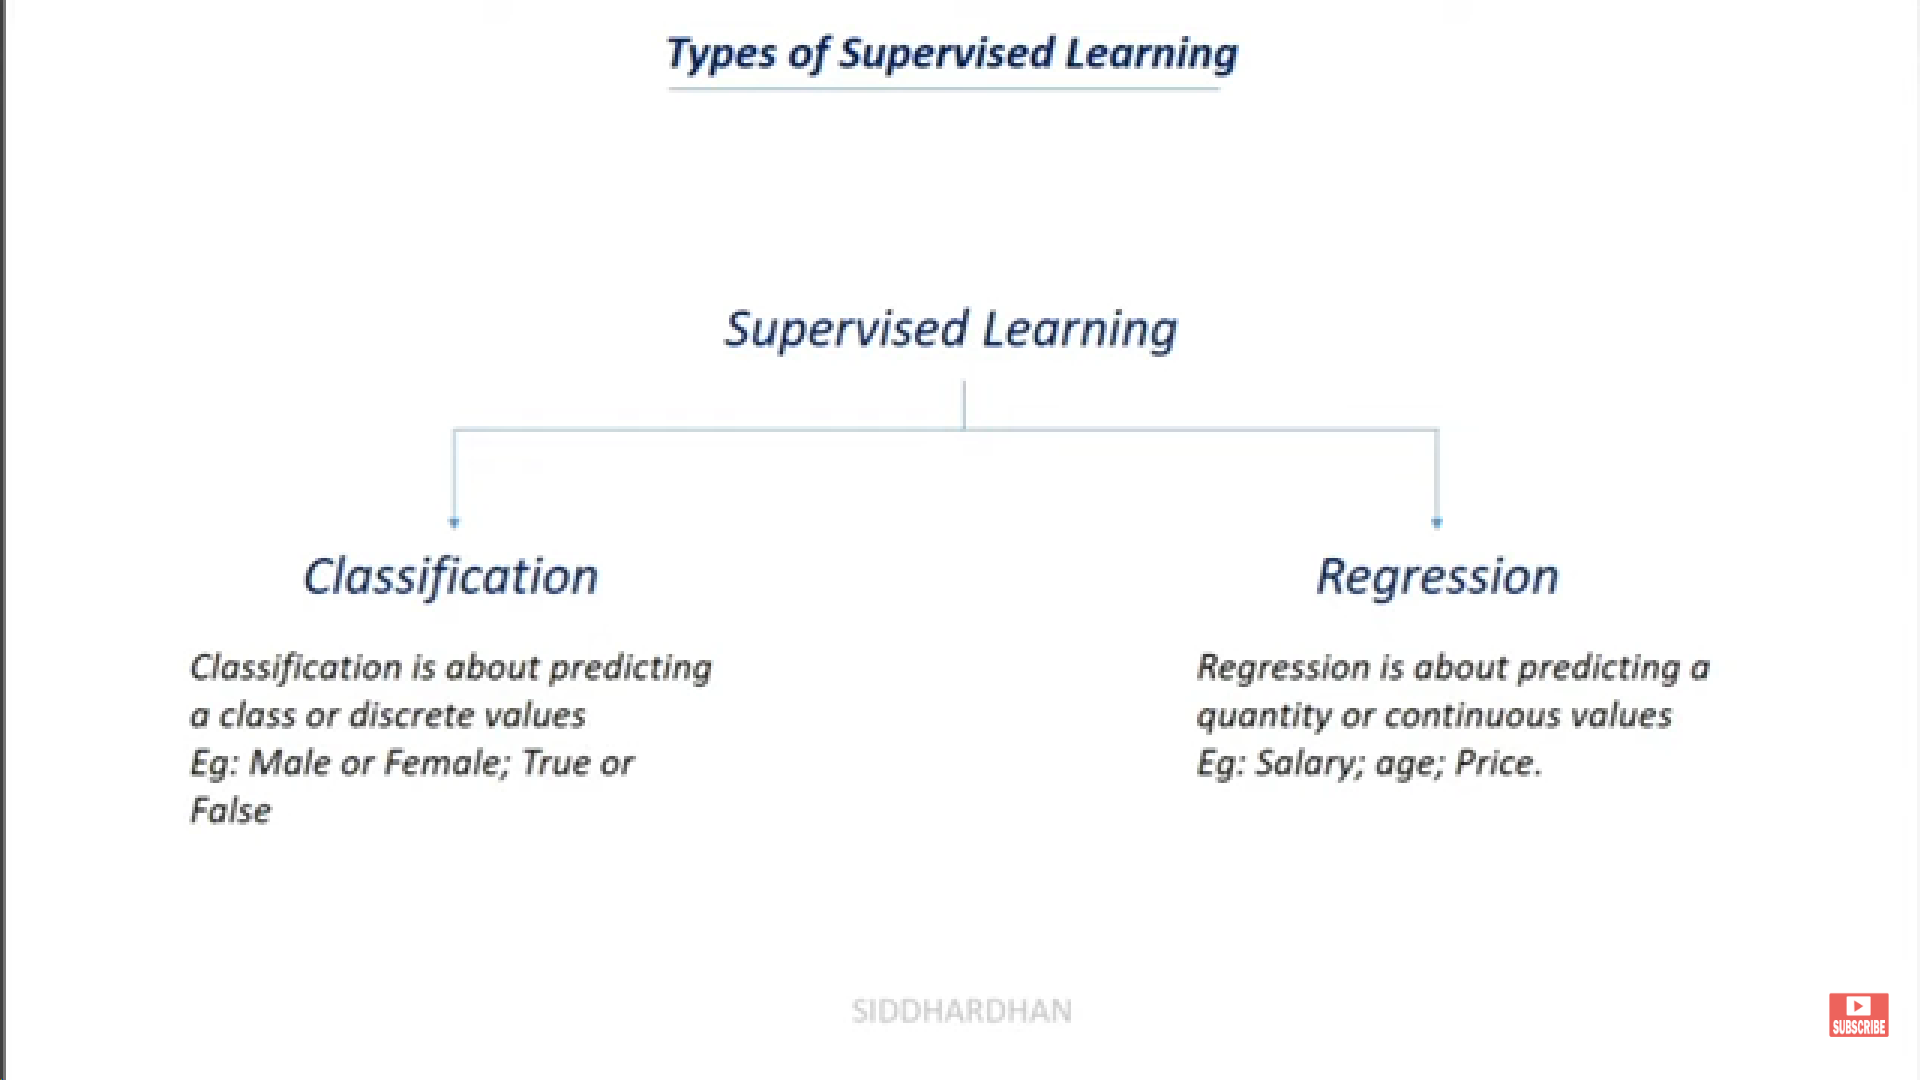 Types of Supervised Learning
Supervised Learning
Classification
Classification is about predicting
a class or discrete values
Eg: Male or Female; True or
False
Regression
Regression is about predicting a
quantity or continuous values
Eg: Salary; age; Price.
SIDDHARDHAN
SUBSCRIBE